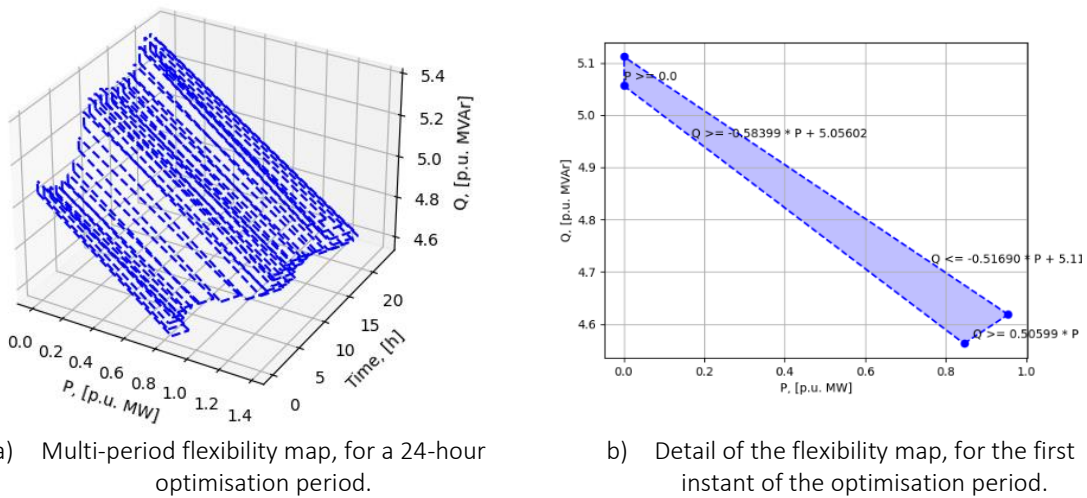 5.4
5.2
5.0
4.8
4.6
Q, [p.u. MVAr]
0.0
0.2
0.4
0.6
0.8
1.0
1.2
1.4
P, [p.u. MW]
0
5
10
15
20
Time, [h]
5.1
5.0
4.9
4.8
4.7
4.6
Q, [p.u. MVAr]
P >= 0.0
Q >= -0.58399 * P + 5.05602
Q <= -0.51690 * P + 5.11
Q >= 0.50599 * P
0.0
0.2
0.4
0.6
0.8
1.0
P, [p.u. MW]
) Multi-period flexibility map, for a 24-hour
optimisation period.
b) Detail of the flexibility map, for the first
instant of the optimisation period.